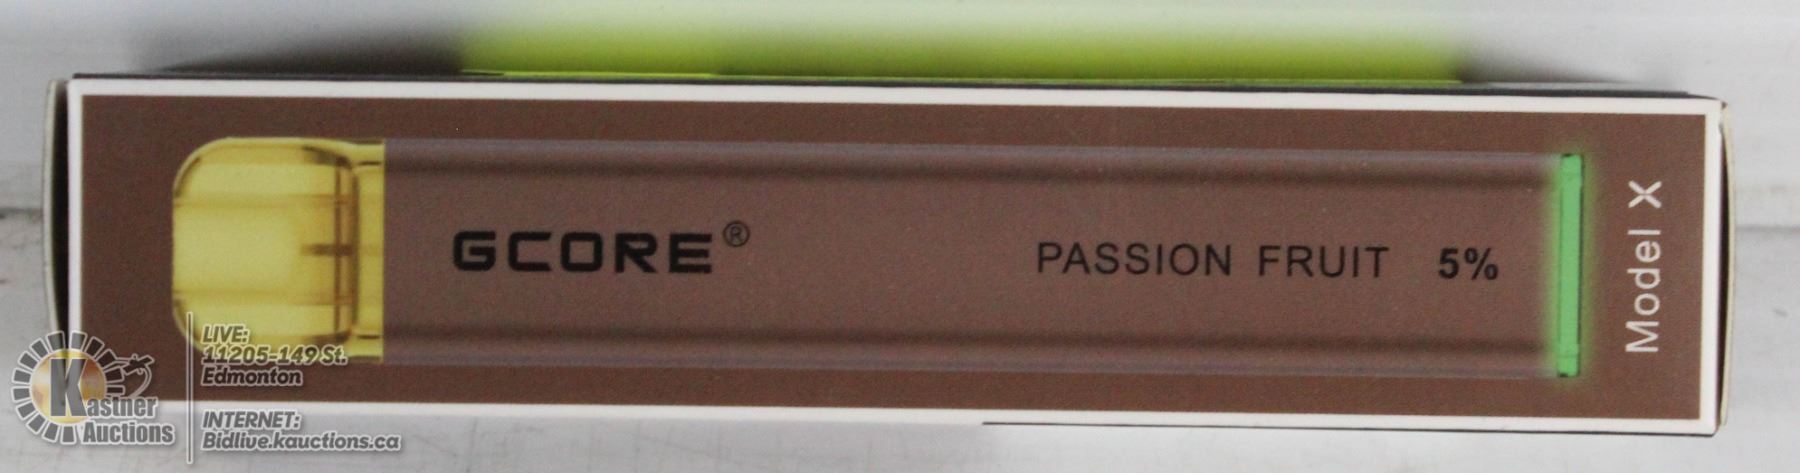 GCORE®
PASSION FRUIT 5%
Model X
Kastner
Auctions
LIVE:
11205-149 St.
Edmonton
INTERNET:
Bidlive.kauctions.ca